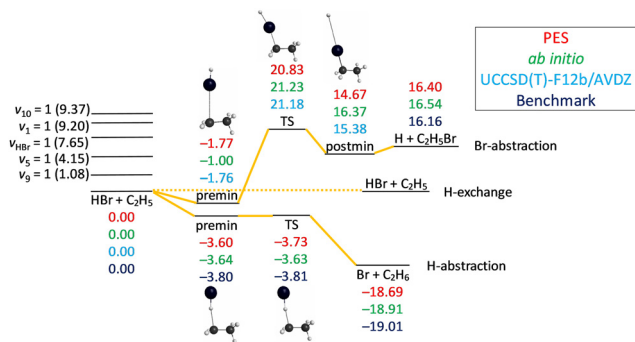 PES
ab initio
UCCSD(T)-F12b/AVDZ
Benchmark
20.83
21.23
21.18
TS
14.67
16.37
15.38
postmin
16.40
16.54
16.16
H + C2H5Br
Br-abstraction
v10 = 1 (9.37)
v1 = 1 (9.20)
vHBr = 1 (7.65)
v5 = 1 (4.15)
v9 = 1 (1.08)
−1.77
−1.00
−1.76
premin
HBr + C2H5
0.00
0.00
0.00
0.00
HBr + C2H5
H-exchange
premin
−3.60
−3.64
−3.80
TS
−3.73
−3.63
−3.81
Br + C2H6
−18.69
−18.91
−19.01
H-abstraction